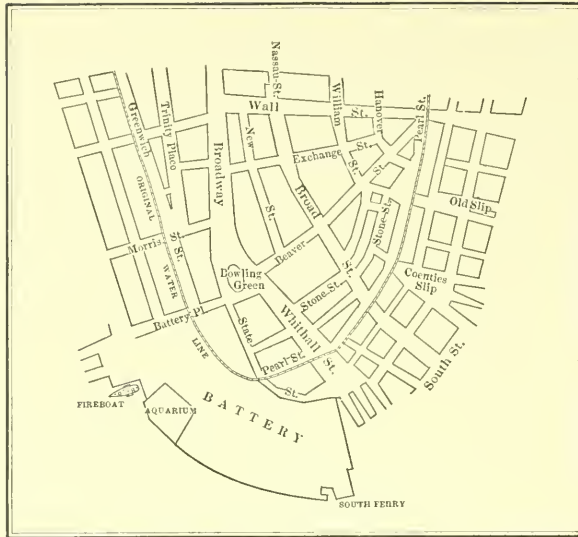 Nassau-St.
Wall
St.
William
St.
Hanover
St.
Pearl St.
Greenwich
St.
Trinity Place
Broadway
New
St.
Exchange
Broad
St.
ORIGINAL
WATER
LINE
Morris
St.
Old Slip
Stone St.
Beaver
Bowling
Green
Coenties
Slip
Stone St.
Battery Pl.
State
St.
Whitehall
St.
Pearl St.
South St.
FIREBOAT
AQUARIUM
BATTERY
SOUTH FERRY